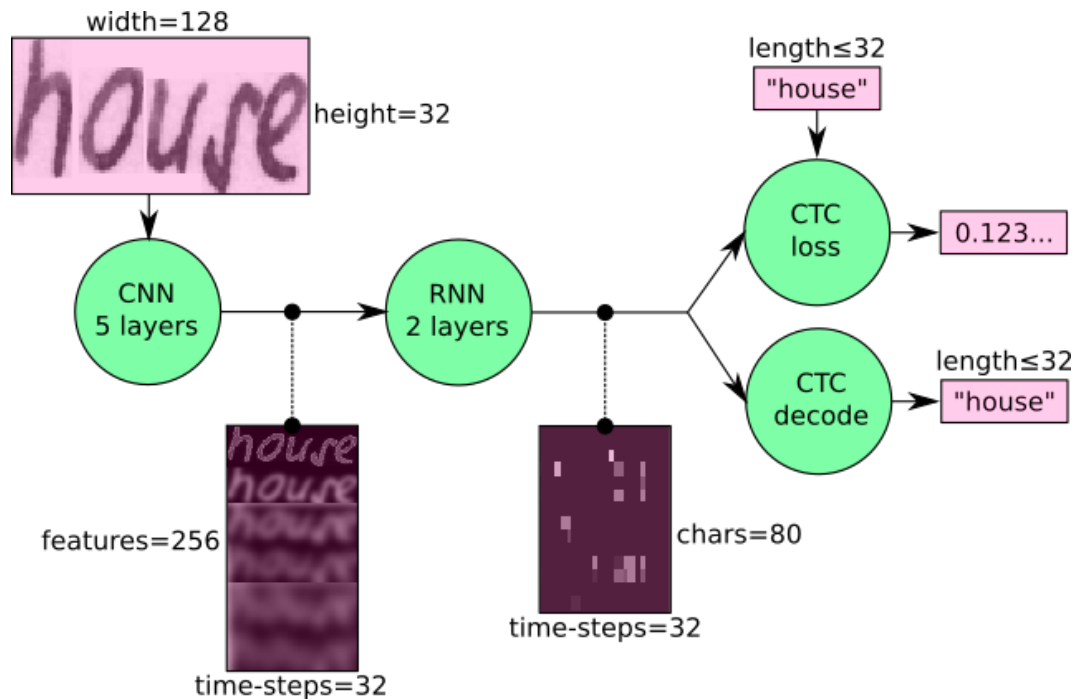 width=128
house
height=32
CNN
5 layers
RNN
2 layers
length≤32
"house"
CTC
loss
0.123...
CTC
decode
length≤32
"house"
house
house
house
features=256
time-steps=32
chars=80
time-steps=32